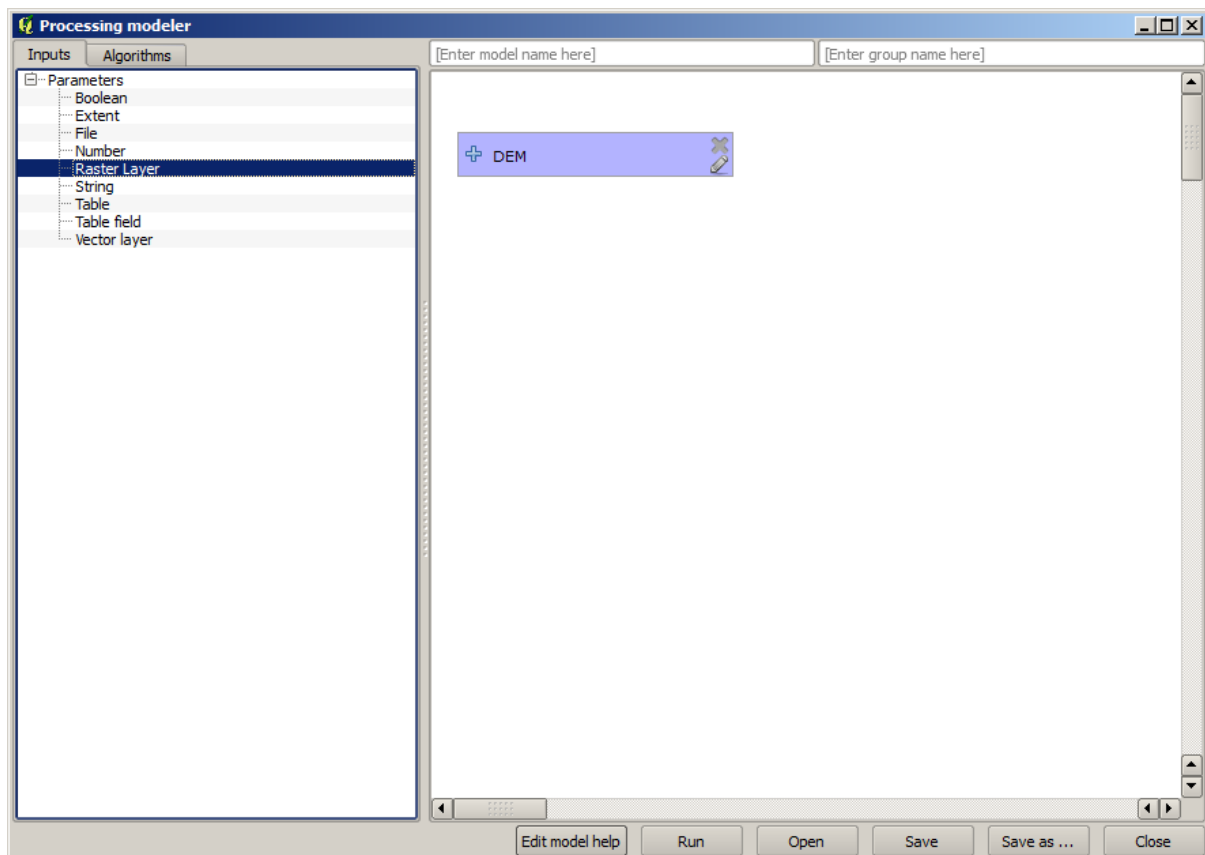 Processing modeler
Inputs Algorithms [Enter model name here] [Enter group name here]
Parameters
Boolean
Extent
File
Number
Raster Layer
String
Table
Table field
Vector layer
DEM
Edit model help Run Open Save Save as ... Close